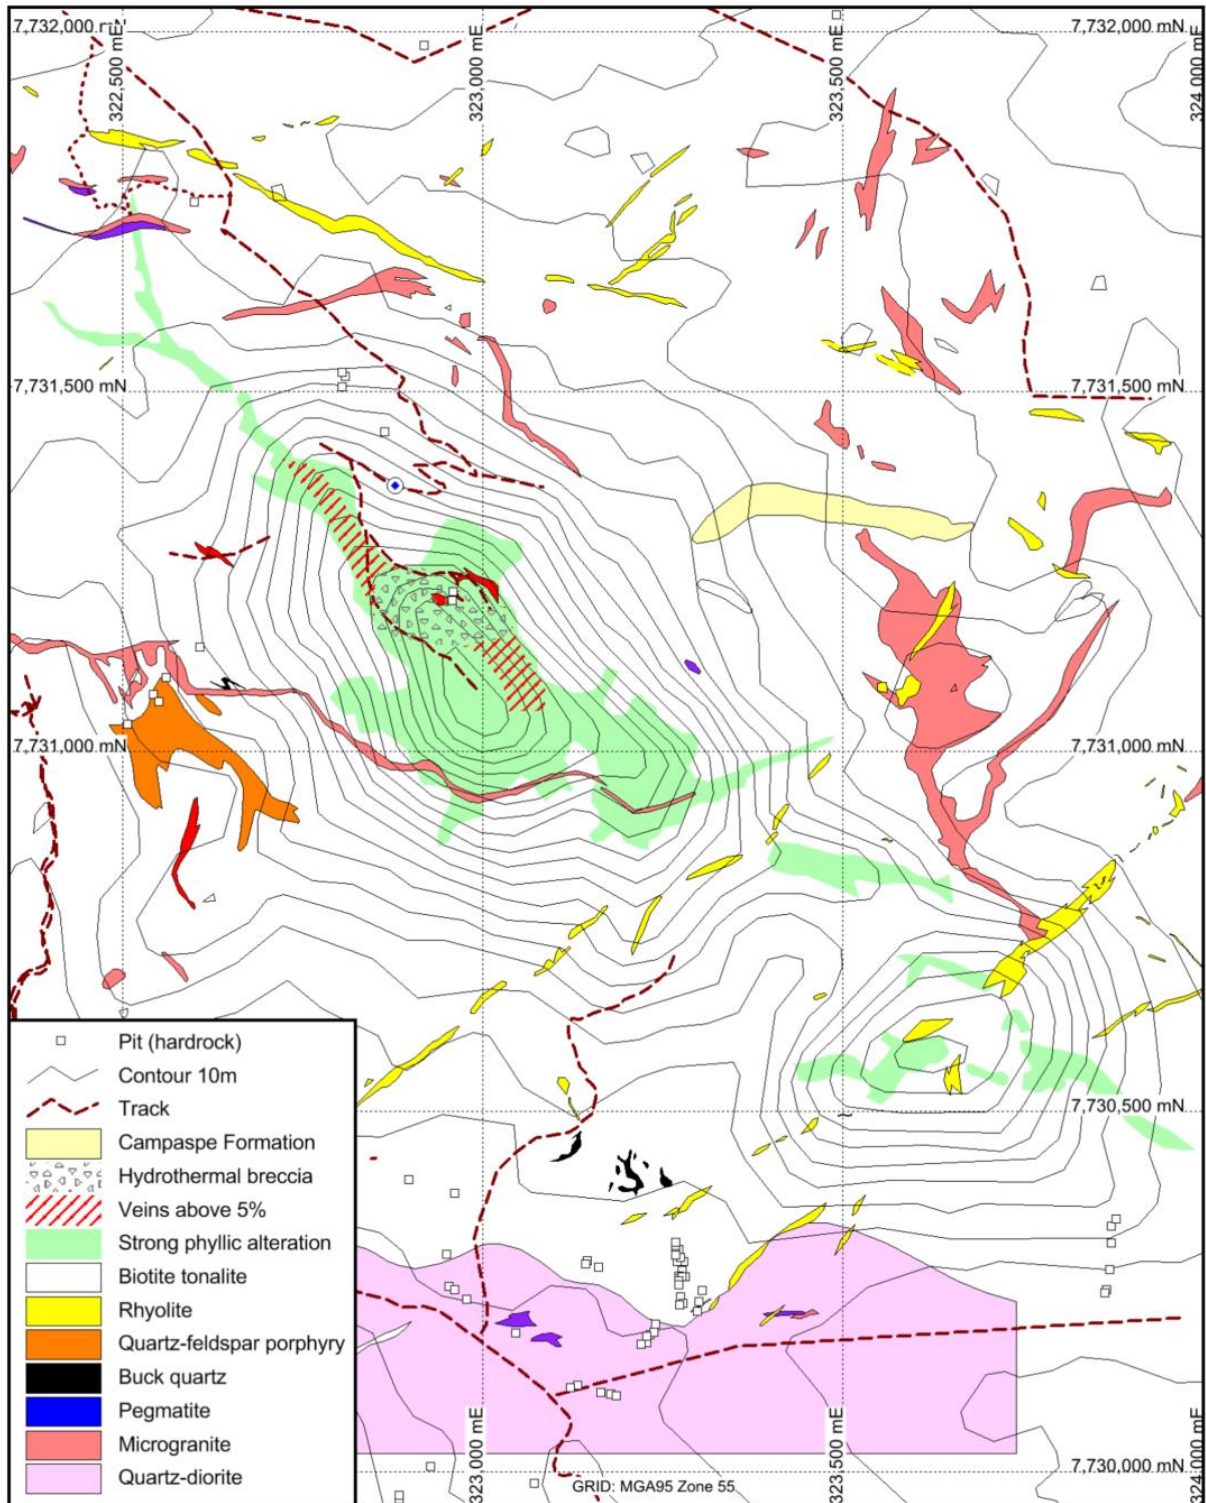 7,732,000 mN
7,732,000 mN
322,500 mE
323,000 mE
323,500 mE
324,000 mE
7,731,500 mN
7,731,500 mN
7,731,000 mN
7,731,000 mN
7,730,500 mN
Pit (hardrock)
Contour 10m
Track
Campaspe Formation
Hydrothermal breccia
Veins above 5%
Strong phyllic alteration
Biotite tonalite
Rhyolite
Quartz-feldspar porphyry
Buck quartz
Pegmatite
Microgranite
Quartz-diorite
323,000 mE
323,500 mE
324,000 mE
7,730,000 mN
GRID: MGA95 Zone 55